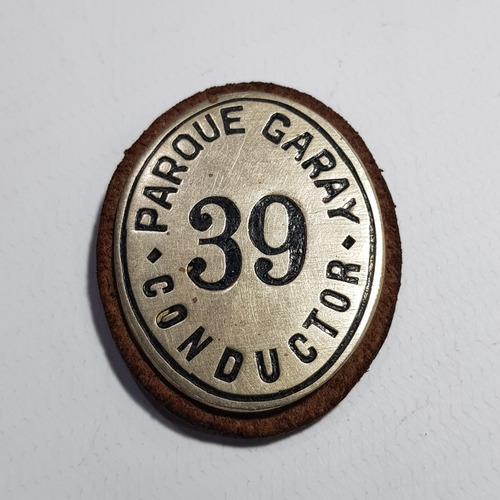 PARQUE GARAY
39
· CONDUCTOR ·